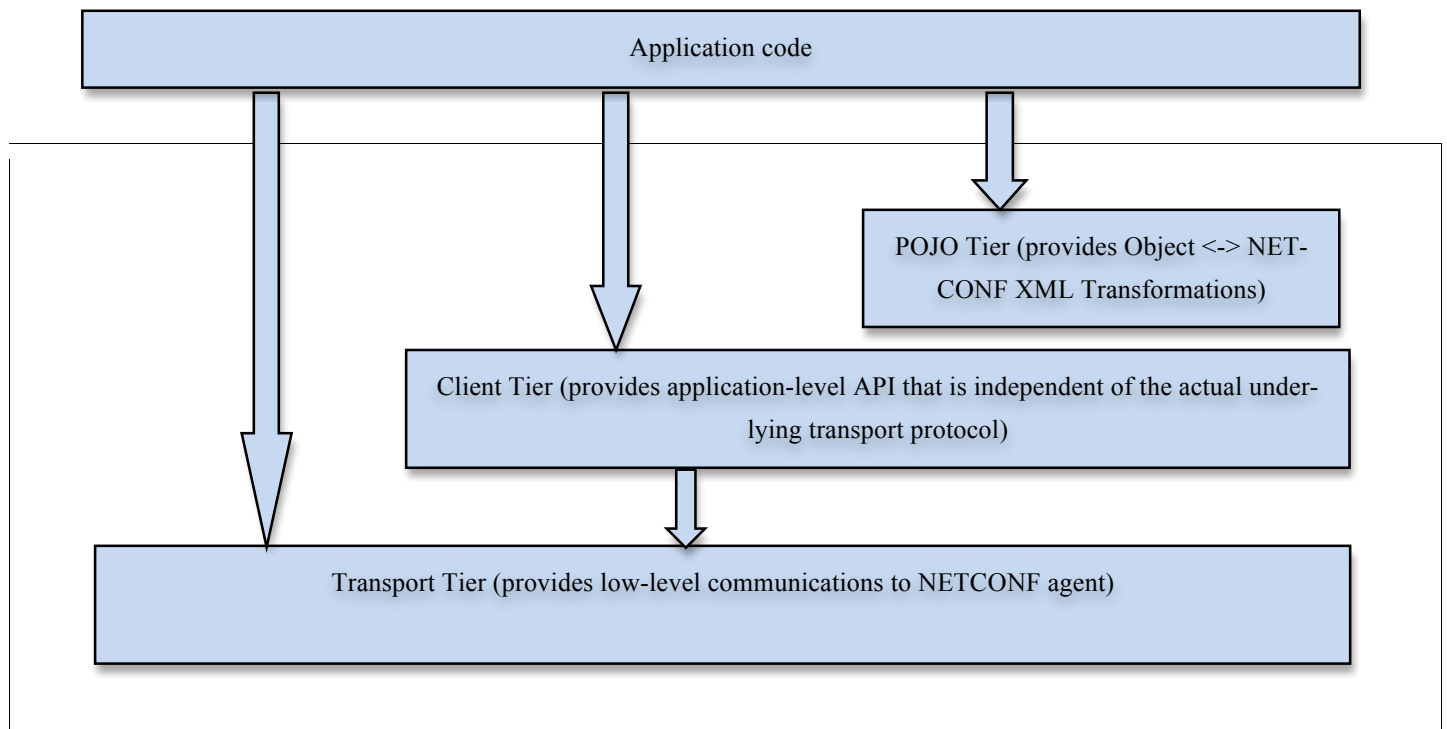 Application code
POJO Tier (provides Object <-> NET-
CONF XML Transformations)
Client Tier (provides application-level API that is independent of the actual under-
lying transport protocol)
Transport Tier (provides low-level communications to NETCONF agent)